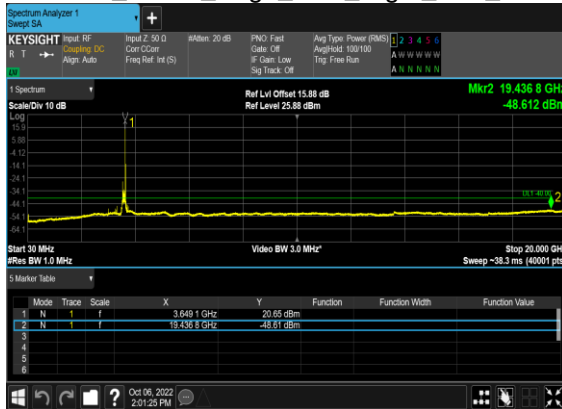 Spectrum Analyzer 1
Swept SA
+
KEYSIGHT
R T
LXI
Input: RF
Coupling: DC
Align: Auto
Input Z: 50 Ω
Corr CCorr
Freq Ref: Int (S)
#Atten: 20 dB
PNO: Fast
Gate: Off
IF Gain: Low
Sig Track: Off
Avg Type: Power (RMS)
Avg|Hold: 100/100
Trig: Free Run
1 2 3 4 5 6
A W W W W W
A N N N N N
1 Spectrum
Scale/Div 10 dB
Ref Lvl Offset 15.88 dB
Ref Level 25.88 dBm
Mkr2 19.436 8 GHz
-48.612 dBm
Log
15.9
5.88
-4.12
-14.1
-24.1
-34.1
-44.1
-54.1
-64.1
1
2
Start 30 MHz
#Res BW 1.0 MHz
Video BW 3.0 MHz*
Stop 20.000 GH
Sweep ~38.3 ms (40001 pts
5 Marker Table
Mode Trace Scale X Y Function Function Width Function Value
1 N 1 f 3.649 1 GHz 20.65 dBm
2 N 1 f 19.436 8 GHz -48.61 dBm
3
4
5
6
?
Oct 06, 2022
2:01:25 PM